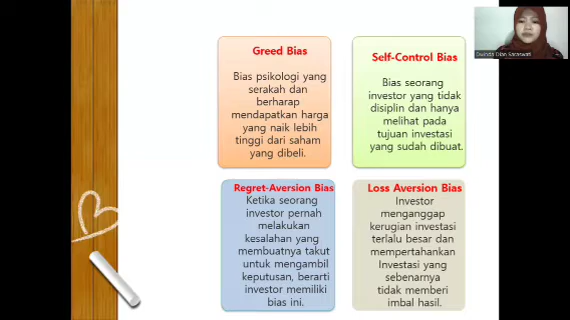 Greed Bias
Bias psikologi yang
serakah dan
berharap
mendapatkan harga
yang naik lebih
tinggi dari saham
yang dibeli.
Self-Control Bias
Bias seorang
investor yang tidak
disiplin dan hanya
melihat pada
tujuan investasi
yang sudah dibuat.
Regret-Aversion Bias
Ketika seorang
investor pernah
melakukan
kesalahan yang
membuatnya takut
untuk mengambil
keputusan, berarti
investor memiliki
bias ini.
Loss Aversion Bias
Investor
menganggap
kerugian investasi
terlalu besar dan
mempertahankan
Investasi yang
sebenarnya
tidak memberi
imbal hasil.
Dwinda Dian Saraswati